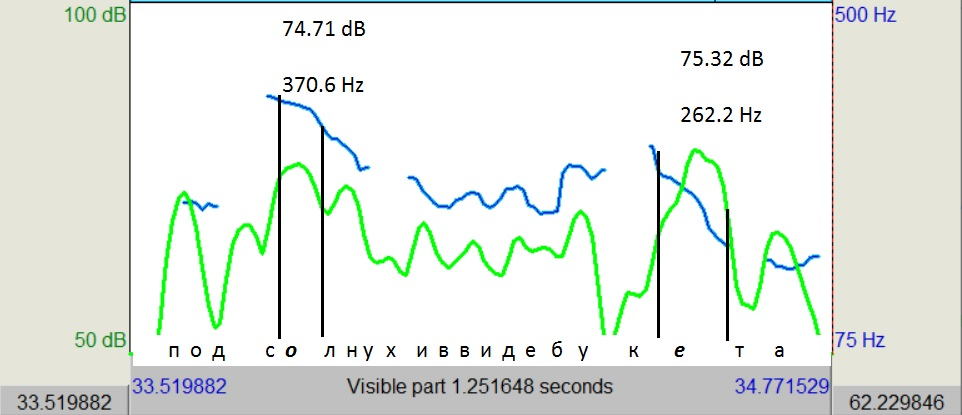 100 dB
500 Hz
74.71 dB
370.6 Hz
75.32 dB
262.2 Hz
50 dB
75 Hz
п о д с о л н у х и в в и д е б у к е т а
33.519882 Visible part 1.251648 seconds 34.771529
33.519882 62.229846